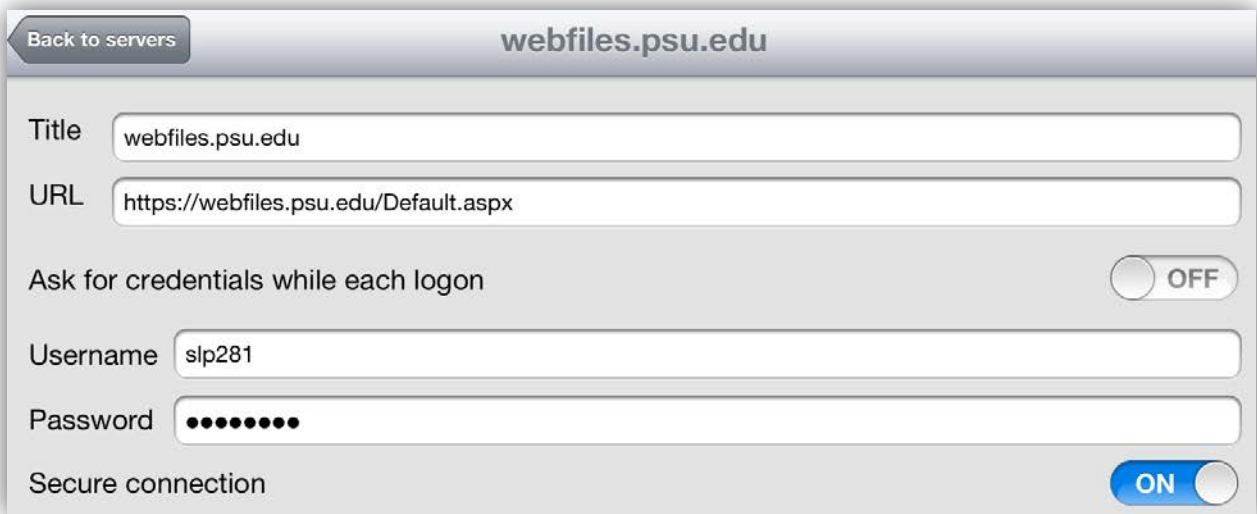 Back to servers
webfiles.psu.edu
Title webfiles.psu.edu
URL https://webfiles.psu.edu/Default.aspx
Ask for credentials while each logon OFF
Username slp281
Password ••••••••
Secure connection ON